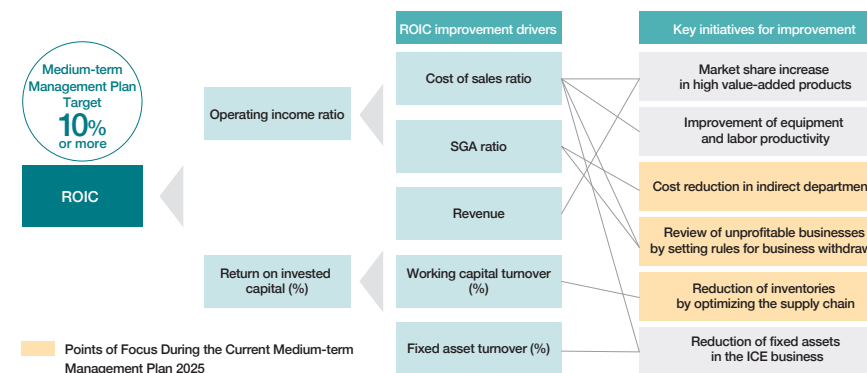 ROIC improvement drivers
Key initiatives for improvement
Medium-term
Management Plan
Target
10%
or more
ROIC
Operating income ratio
Return on invested
capital (%)
Cost of sales ratio
SGA ratio
Revenue
Working capital turnover
(%)
Fixed asset turnover (%)
Market share increase
in high value-added products
Improvement of equipment
and labor productivity
Cost reduction in indirect departmen
Review of unprofitable businesses
by setting rules for business withdraw
Reduction of inventories
by optimizing the supply chain
Reduction of fixed assets
in the ICE business
Points of Focus During the Current Medium-term
Management Plan 2025